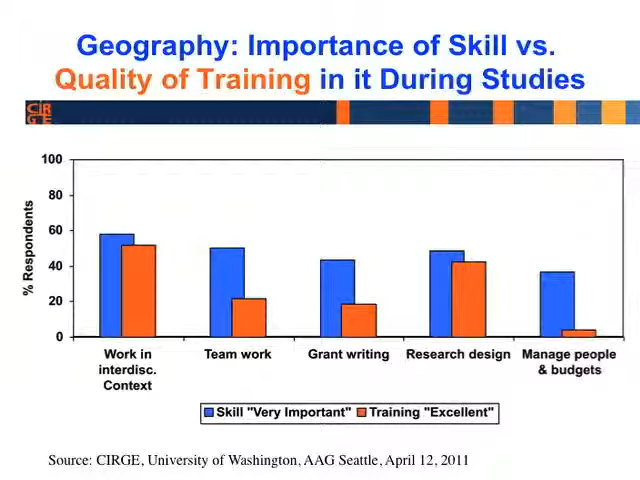 Geography: Importance of Skill vs.
Quality of Training in it During Studies
CIR
GE
% Respondents
100
80
60
40
20
0
Work in
interdisc.
Context
Team work
Grant writing
Research design
Manage people
& budgets
Skill "Very Important"
Training "Excellent"
Source: CIRGE, University of Washington, AAG Seattle, April 12, 2011